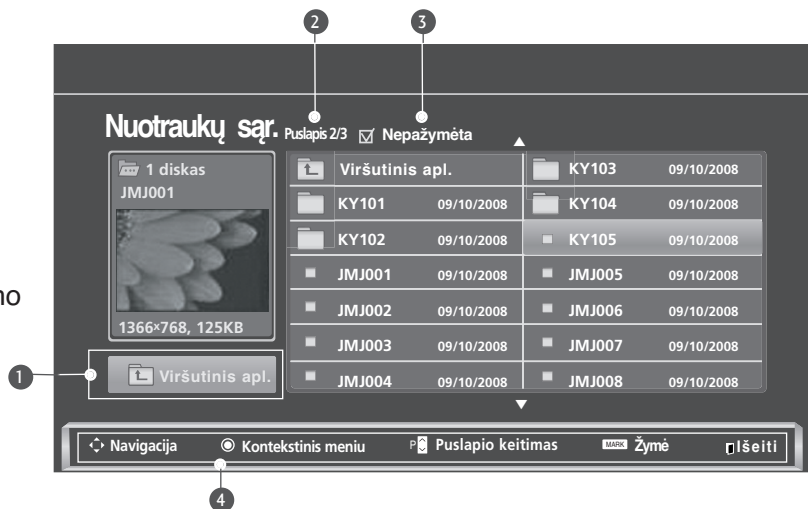 2 3
Nuotraukų sąr. Puslapis 2/3 Nepažymėta
1 diskas
JMJ001
1366×768, 125KB
Viršutinis apl.
Viršutinis apl.
KY101 09/10/2008
KY102 09/10/2008
JMJ001 09/10/2008
JMJ002 09/10/2008
JMJ003 09/10/2008
JMJ004 09/10/2008
KY103 09/10/2008
KY104 09/10/2008
KY105 09/10/2008
JMJ005 09/10/2008
JMJ006 09/10/2008
JMJ007 09/10/2008
JMJ008 09/10/2008
no
1
Navigacija Kontekstinis meniu P Puslapio keitimas MARK Žymė Išeiti
4